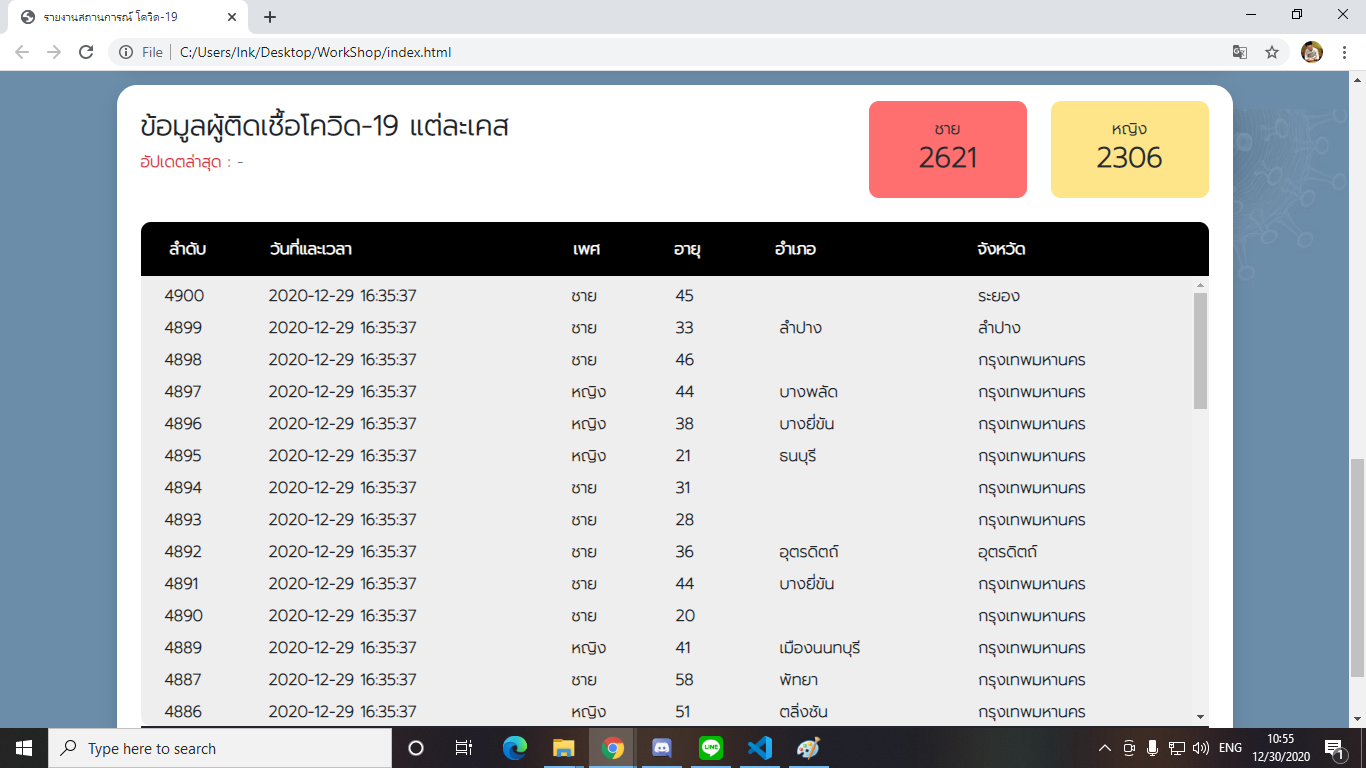 รายงานสถานการณ์ โควิด-19
File
C:/Users/Ink/Desktop/WorkShop/index.html
ข้อมูลผู้ติดเชื้อโควิด-19 แต่ละเคส
อัปเดตล่าสุด : -
ชาย
2621
หญิง
2306
ลำดับ วันที่และเวลา เพศ อายุ อำเภอ จังหวัด
4900 2020-12-29 16:35:37 ชาย 45 ระยอง
4899 2020-12-29 16:35:37 ชาย 33 ลำปาง ลำปาง
4898 2020-12-29 16:35:37 ชาย 46 กรุงเทพมหานคร
4897 2020-12-29 16:35:37 หญิง 44 บางพลัด กรุงเทพมหานคร
4896 2020-12-29 16:35:37 หญิง 38 บางยี่ขัน กรุงเทพมหานคร
4895 2020-12-29 16:35:37 หญิง 21 ธนบุรี กรุงเทพมหานคร
4894 2020-12-29 16:35:37 ชาย 31 กรุงเทพมหานคร
4893 2020-12-29 16:35:37 ชาย 28 กรุงเทพมหานคร
4892 2020-12-29 16:35:37 ชาย 36 อุตรดิตถ์ อุตรดิตถ์
4891 2020-12-29 16:35:37 ชาย 44 บางยี่ขัน กรุงเทพมหานคร
4890 2020-12-29 16:35:37 ชาย 20 กรุงเทพมหานคร
4889 2020-12-29 16:35:37 หญิง 41 เมืองนนทบุรี กรุงเทพมหานคร
4887 2020-12-29 16:35:37 ชาย 58 พัทยา กรุงเทพมหานคร
4886 2020-12-29 16:35:37 หญิง 51 ตลิ่งชัน กรุงเทพมหานคร
Type here to search
LINE
ENG
10:55
12/30/2020
1